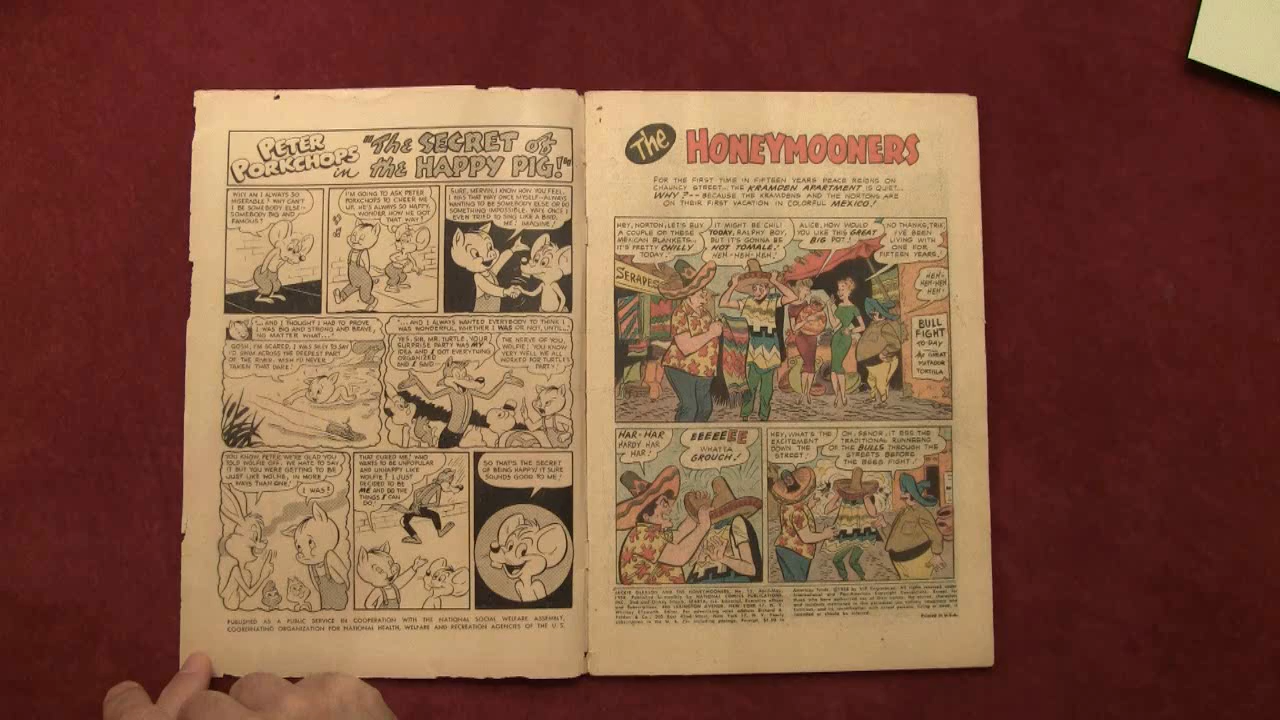 PETER
PORKCHOPS
in
"The SECRET of
the HAPPY PIG!"
WHY AM I ALWAYS SO
MISERABLE? WHY CAN'T
I BE SOMEBODY ELSE--
SOMEBODY BIG AND
FAMOUS?
I'M GOING TO ASK PETER
PORKCHOPS TO CHEER ME
UP. HE'S ALWAYS SO HAPPY.
WONDER HOW HE GOT
THAT WAY?
SURE, MERVIN, I KNOW HOW YOU FEEL.
I WAS THAT WAY ONCE MYSELF--ALWAYS
WANTING TO BE SOMEBODY ELSE OR DO
SOMETHING IMPOSSIBLE. WHY, ONCE I
EVEN TRIED TO SING LIKE A BIRD.
ME! IMAGINE!
"...AND I THOUGHT I HAD TO PROVE
I WAS BIG AND STRONG AND BRAVE,
NO MATTER WHAT..."
GOSH, I'M SCARED. I WAS SILLY TO SAY
I'D SWIM ACROSS THE DEEPEST PART
OF THE RIVER. WISH I'D NEVER
TAKEN THAT DARE!
"...AND I ALWAYS WANTED EVERYBODY TO THINK I
WAS WONDERFUL, WHETHER I WAS OR NOT, UNTIL..."
YES, SIR, MR. TURTLE, YOUR
SURPRISE PARTY WAS MY
IDEA AND I GOT EVERYTHING
ORGANIZED
AND I SAID
THE NERVE OF YOU,
WOLFIE! YOU KNOW
VERY WELL WE ALL
WORKED FOR TURTLE'S
PARTY!
YOU KNOW, PETER, WE'RE GLAD YOU
TOLD WOLFIE OFF. WE HATE TO SAY
IT BUT YOU WERE GETTING TO BE
JUST LIKE WOLFIE, IN MORE
WAYS THAN ONE!
I WAS?
THAT CURED ME! WHO
WANTS TO BE UNPOPULAR
AND UNHAPPY LIKE
WOLFIE? I JUST
DECIDED TO BE
ME AND DO THE
THINGS I CAN
DO!
SO THAT'S THE SECRET
OF BEING HAPPY! IT SURE
SOUNDS GOOD TO ME!
PUBLISHED AS A PUBLIC SERVICE IN COOPERATION WITH THE NATIONAL SOCIAL WELFARE ASSEMBLY,
COORDINATING ORGANIZATION FOR NATIONAL HEALTH, WELFARE AND RECREATION AGENCIES OF THE U.S.
The HONEYMOONERS
FOR THE FIRST TIME IN FIFTEEN YEARS PEACE REIGNS ON
CHAUNCY STREET... THE KRAMDEN APARTMENT IS QUIET...
WHY?-- BECAUSE THE KRAMDENS AND THE NORTONS ARE
ON THEIR FIRST VACATION IN COLORFUL MEXICO!
HEY, NORTON, LET'S BUY
A COUPLE OF THESE
MEXICAN BLANKETS...
IT'S PRETTY CHILLY
TODAY.
IT MIGHT BE CHILI
TODAY, RALPHY BOY,
BUT IT'S GONNA BE
HOT TOMALE!
HEH-HEH-HEH!
ALICE, HOW WOULD
YOU LIKE THIS GREAT
BIG POT!
NO THANKS, TRIX,
I'VE BEEN
LIVING WITH
ONE FOR
FIFTEEN YEARS!
HEH-
HEH-HEH
HEH!
SERAPES
BULL
FIGHT
TO-DAY
GREAT
MATADOR
TORTILLA
HAR-HAR
HARDY HAR
HAR!
EEEEEEE
WHATTA
GROUCH!
HEY, WHAT'S THE
EXCITEMENT
DOWN THE
STREET?
OH, SENOR, IT EES THE
TRADITIONAL RUNNEENG
OF THE BULLS THROUGH THE
STREETS BEFORE
THE BEEG FIGHT!
JACKIE GLEASON AND THE HONEYMOONERS, No. 12
Printed in U.S.A.